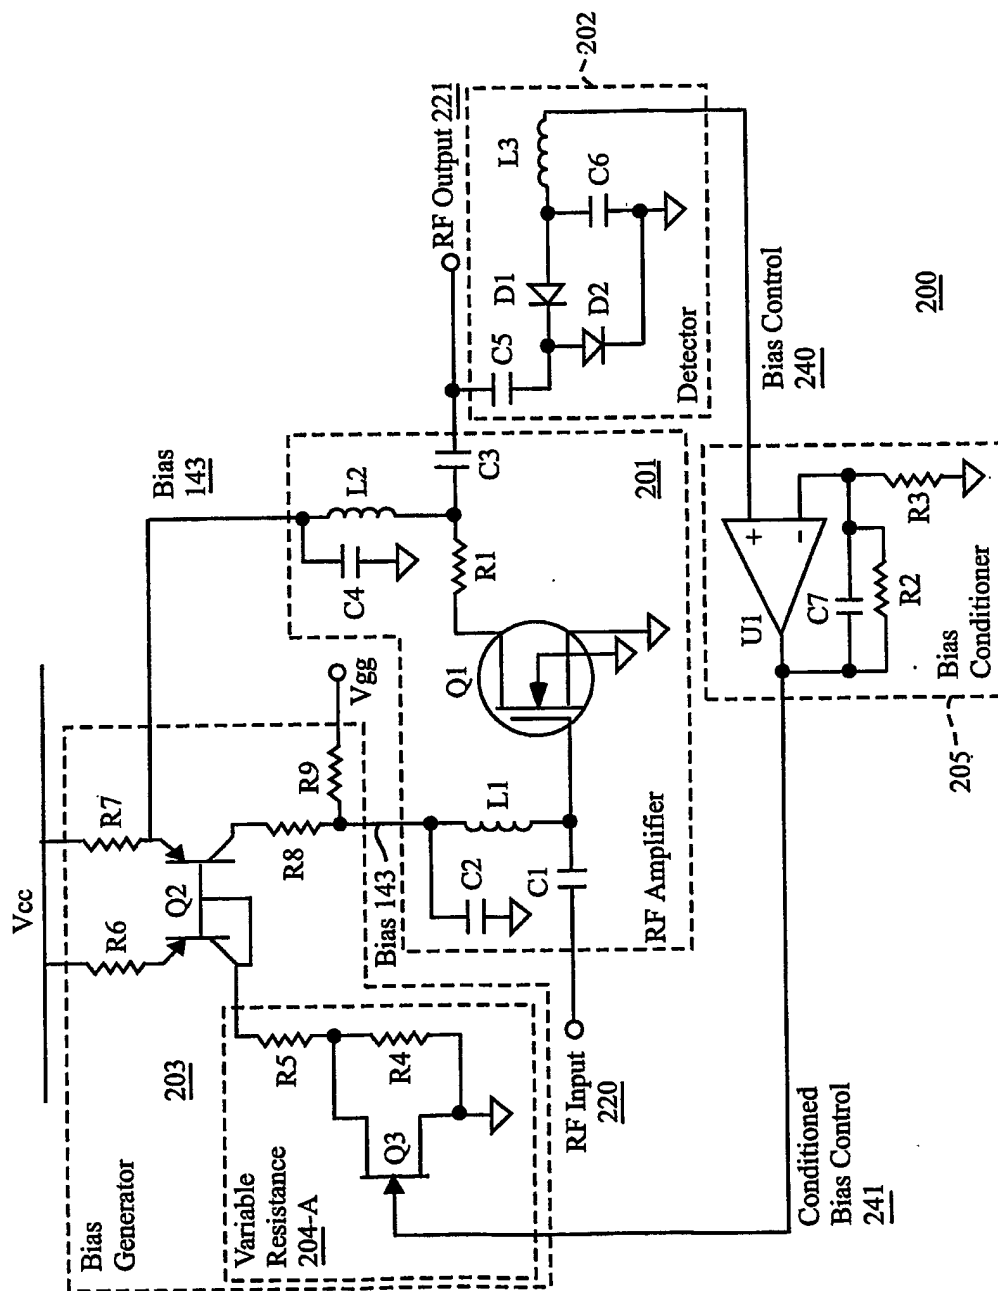 Vcc
Bias
Generator
203
R6
R7
Q2
R8
R9
Vgg
Bias
143
Bias 143
Variable
Resistance
204-A
R5
R4
Q3
RF Input
220
C1
C2
L1
Q1
R1
C4
L2
C3
201
RF Amplifier
RF Output 221
202
C5
D1
D2
L3
C6
Detector
Bias Control
240
205
U1
+
-
C7
R2
R3
Bias
Conditioner
Conditioned
Bias Control
241
200